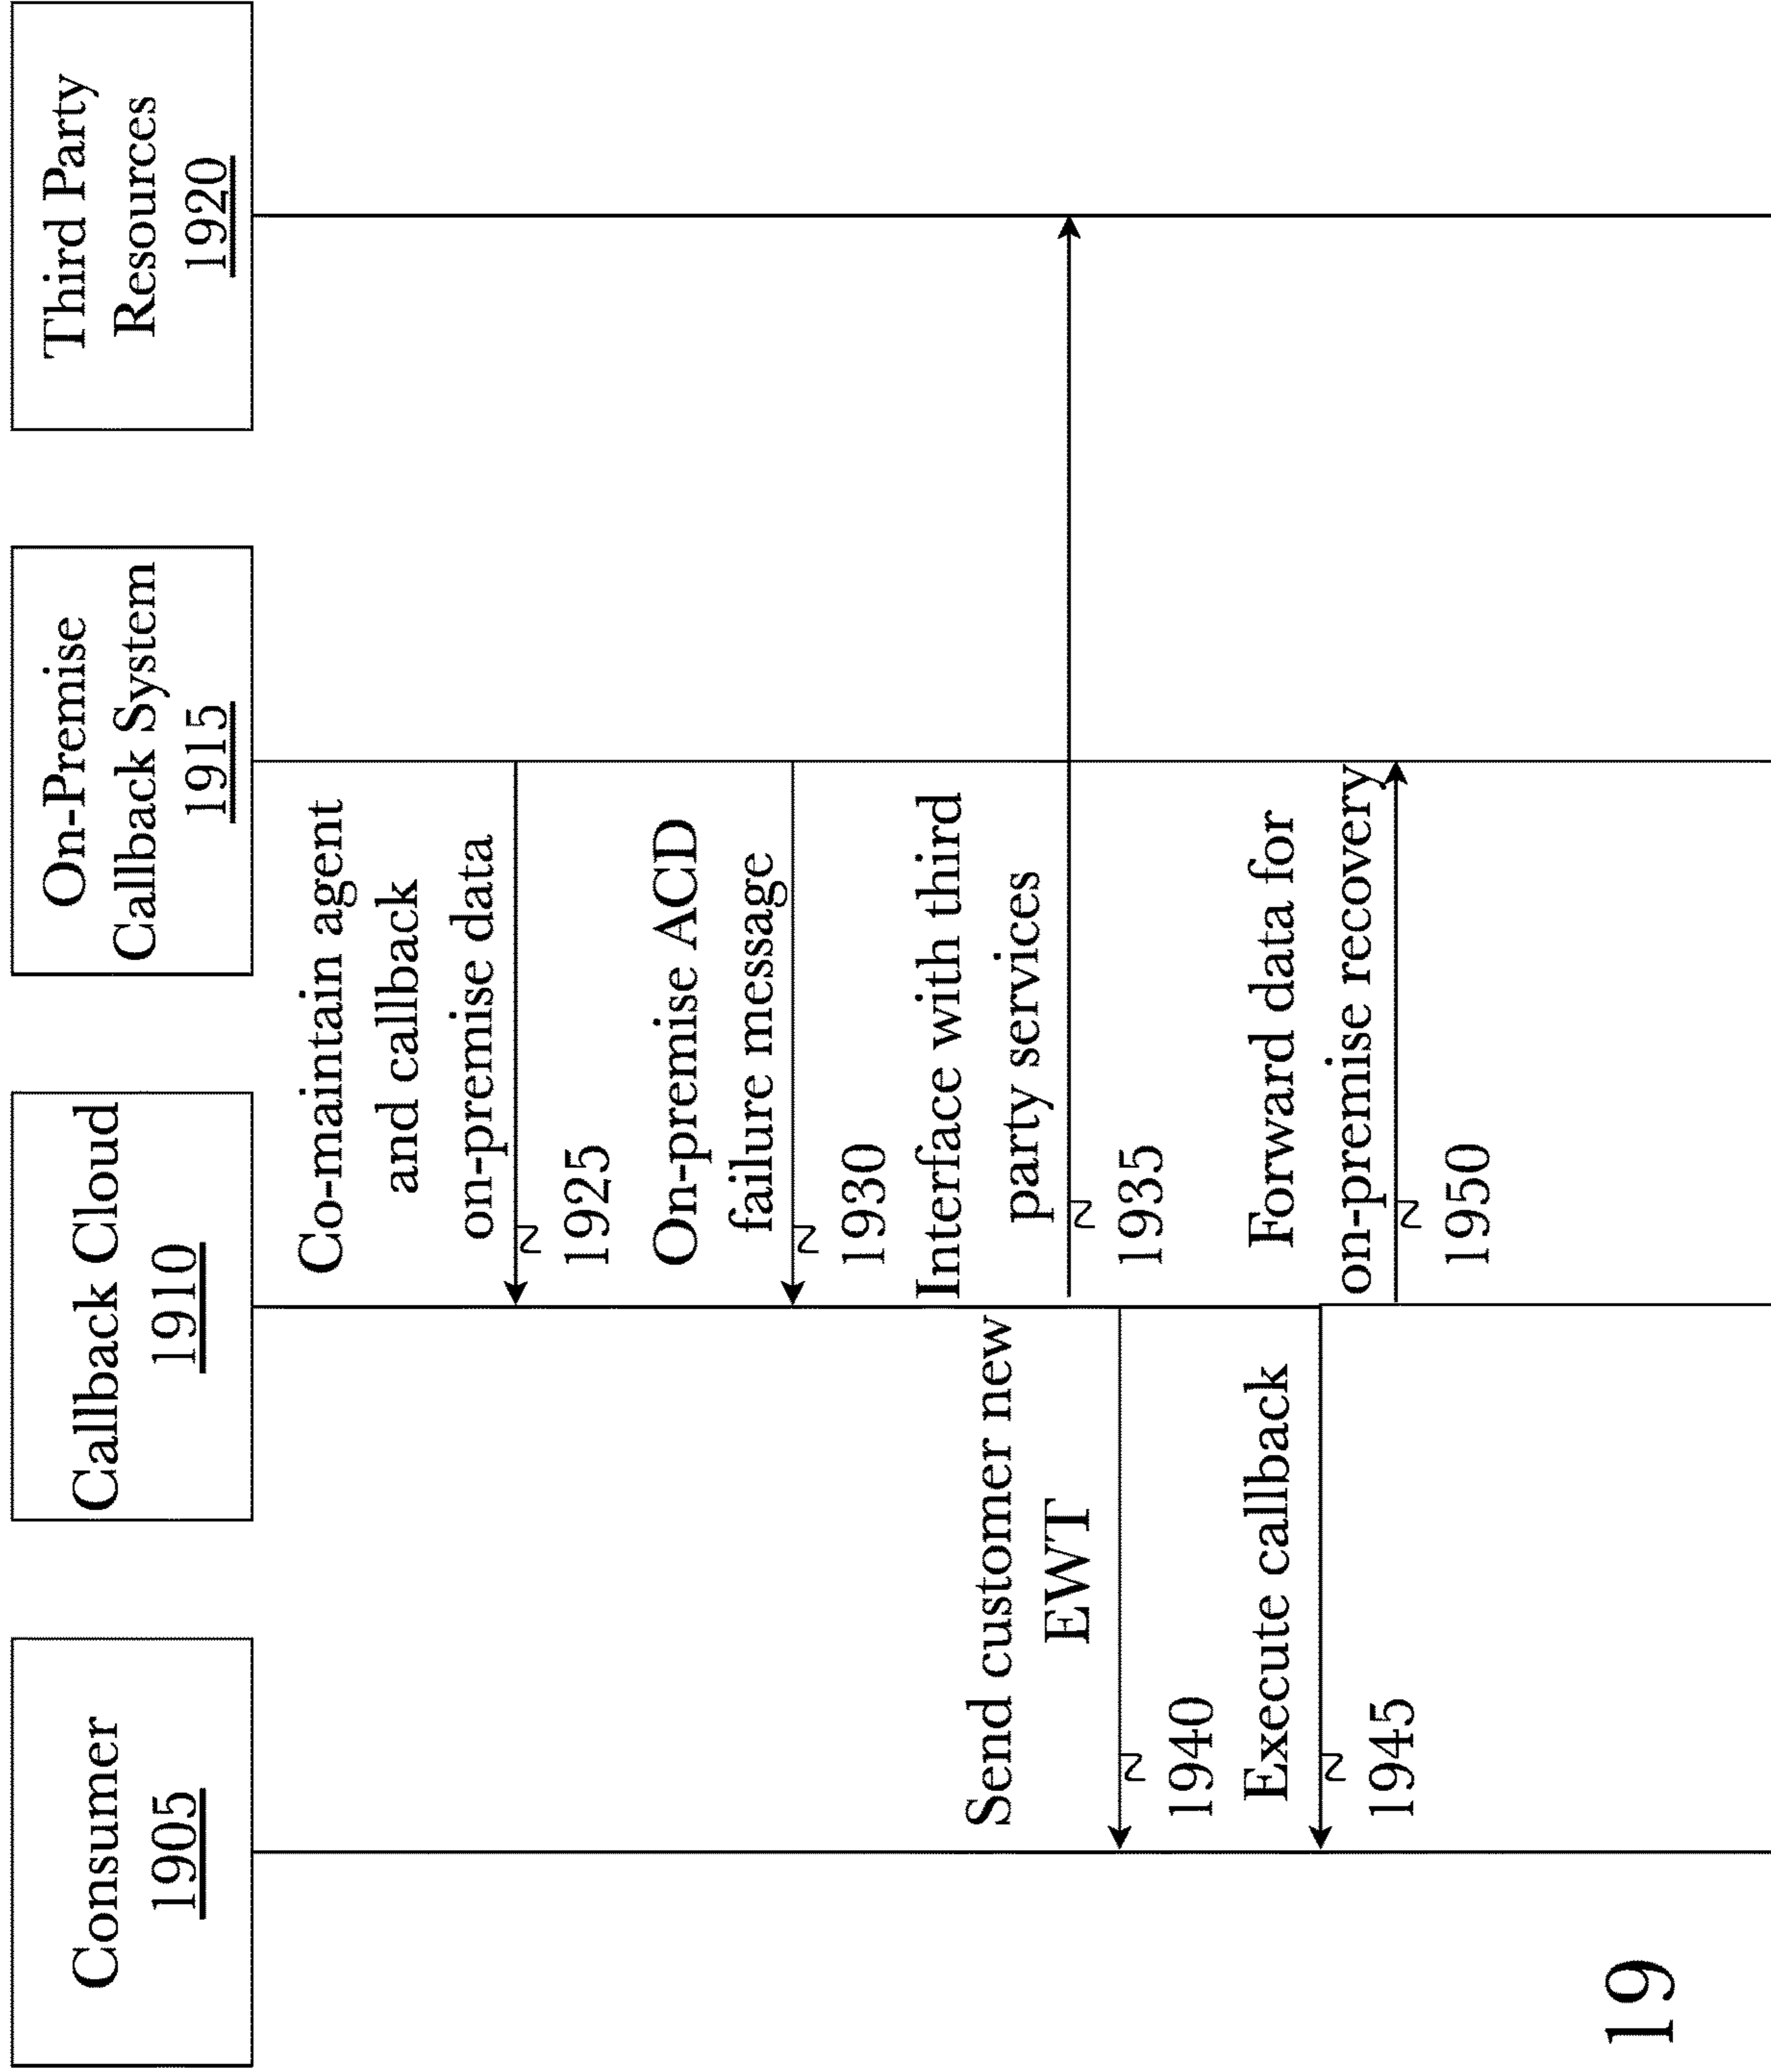 Consumer
1905
Callback Cloud
1910
On-Premise
Callback System
1915
Third Party
Resources
1920
Co-maintain agent
and callback
on-premise data
1925
On-premise ACD
failure message
1930
Interface with third
party services
1935
Send customer new
EWT
1940
Execute callback
1945
Forward data for
on-premise recovery
1950
19